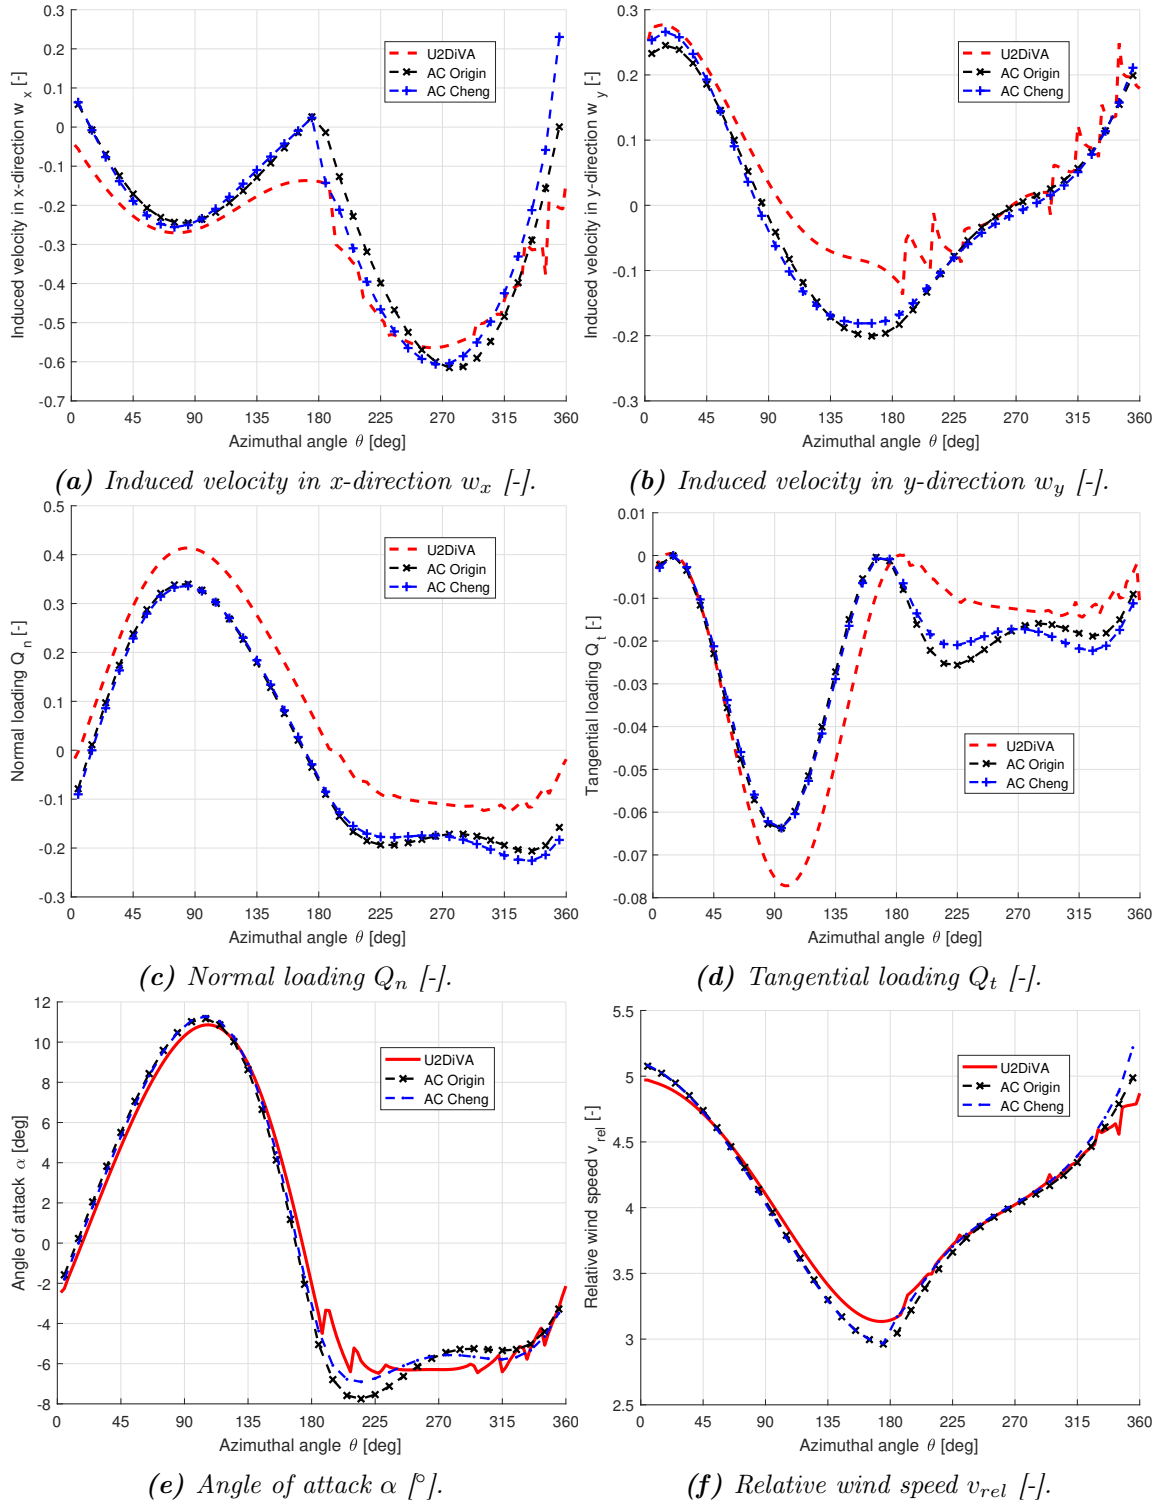 0.3
0.2
0.1
0
-0.1
-0.2
-0.3
-0.4
-0.5
-0.6
-0.7
Induced velocity in x-direction w_x [-]
U2DiVA
AC Origin
AC Cheng
0 45 90 135 180 225 270 315 360
Azimuthal angle θ [deg]
(a) Induced velocity in x-direction w_x [-].
0.3
0.2
0.1
0
-0.1
-0.2
-0.3
Induced velocity in y-direction w_y [-]
U2DiVA
AC Origin
AC Cheng
0 45 90 135 180 225 270 315 360
Azimuthal angle θ [deg]
(b) Induced velocity in y-direction w_y [-].
0.5
0.4
0.3
0.2
0.1
0
-0.1
-0.2
-0.3
Normal loading Q_n [-]
U2DiVA
AC Origin
AC Cheng
0 45 90 135 180 225 270 315 360
Azimuthal angle θ [deg]
(c) Normal loading Q_n [-].
0.01
0
-0.01
-0.02
-0.03
-0.04
-0.05
-0.06
-0.07
-0.08
Tangential loading Q_t [-]
U2DiVA
AC Origin
AC Cheng
0 45 90 135 180 225 270 315 360
Azimuthal angle θ [deg]
(d) Tangential loading Q_t [-].
12
10
8
6
4
2
0
-2
-4
-6
-8
Angle of attack α [deg]
U2DiVA
AC Origin
AC Cheng
0 45 90 135 180 225 270 315 360
Azimuthal angle θ [deg]
(e) Angle of attack α [°].
5.5
5
4.5
4
3.5
3
2.5
Relative wind speed v_rel [-]
U2DiVA
AC Origin
AC Cheng
0 45 90 135 180 225 270 315 360
Azimuthal angle θ [deg]
(f) Relative wind speed v_rel [-].